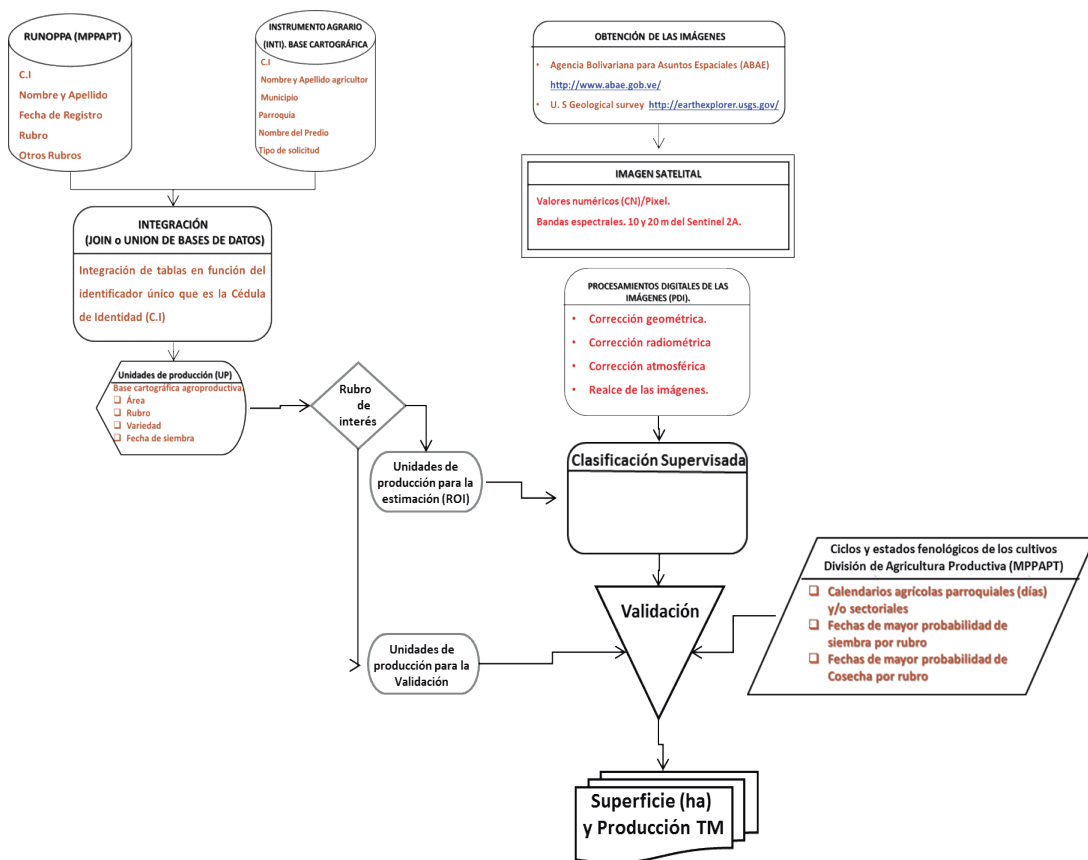 RUNOPPA (MPPAPT)
C.I
Nombre y Apellido
Fecha de Registro
Rubro
Otros Rubros
INSTRUMENTO AGRARIO
(INTI). BASE CARTOGRÁFICA
C.I
Nombre y Apellido agricultor
Municipio
Parroquia
Nombre del Predio
Tipo de solicitud
OBTENCIÓN DE LAS IMÁGENES
• Agencia Bolivariana para Asuntos Espaciales (ABAE)
http://www.abae.gob.ve/
• U. S Geological survey http://earthexplorer.usgs.gov/
IMAGEN SATELITAL
Valores numéricos (CN)/Pixel.
Bandas espectrales. 10 y 20 m del Sentinel 2A.
INTEGRACIÓN
(JOIN o UNION DE BASES DE DATOS)
Integración de tablas en función del
identificador único que es la Cédula
de Identidad (C.I)
PROCESAMIENTOS DIGITALES DE LAS
IMÁGENES (PDI).
• Corrección geométrica.
• Corrección radiométrica
• Corrección atmosférica
• Realce de las imágenes.
Unidades de producción (UP)
Base cartográfica agroproductiva.
❑ Área
❑ Rubro
❑ Variedad
❑ Fecha de siembra
Rubro
de
interés
Unidades de
producción para la
estimación (ROI)
Clasificación Supervisada
Ciclos y estados fenológicos de los cultivos
División de Agricultura Productiva (MPPAPT)
❑ Calendarios agrícolas parroquiales (días)
y/o sectoriales
❑ Fechas de mayor probabilidad de
siembra por rubro
❑ Fechas de mayor probabilidad de
Cosecha por rubro
Validación
Unidades de
producción para la
Validación
Superficie (ha)
y Producción TM